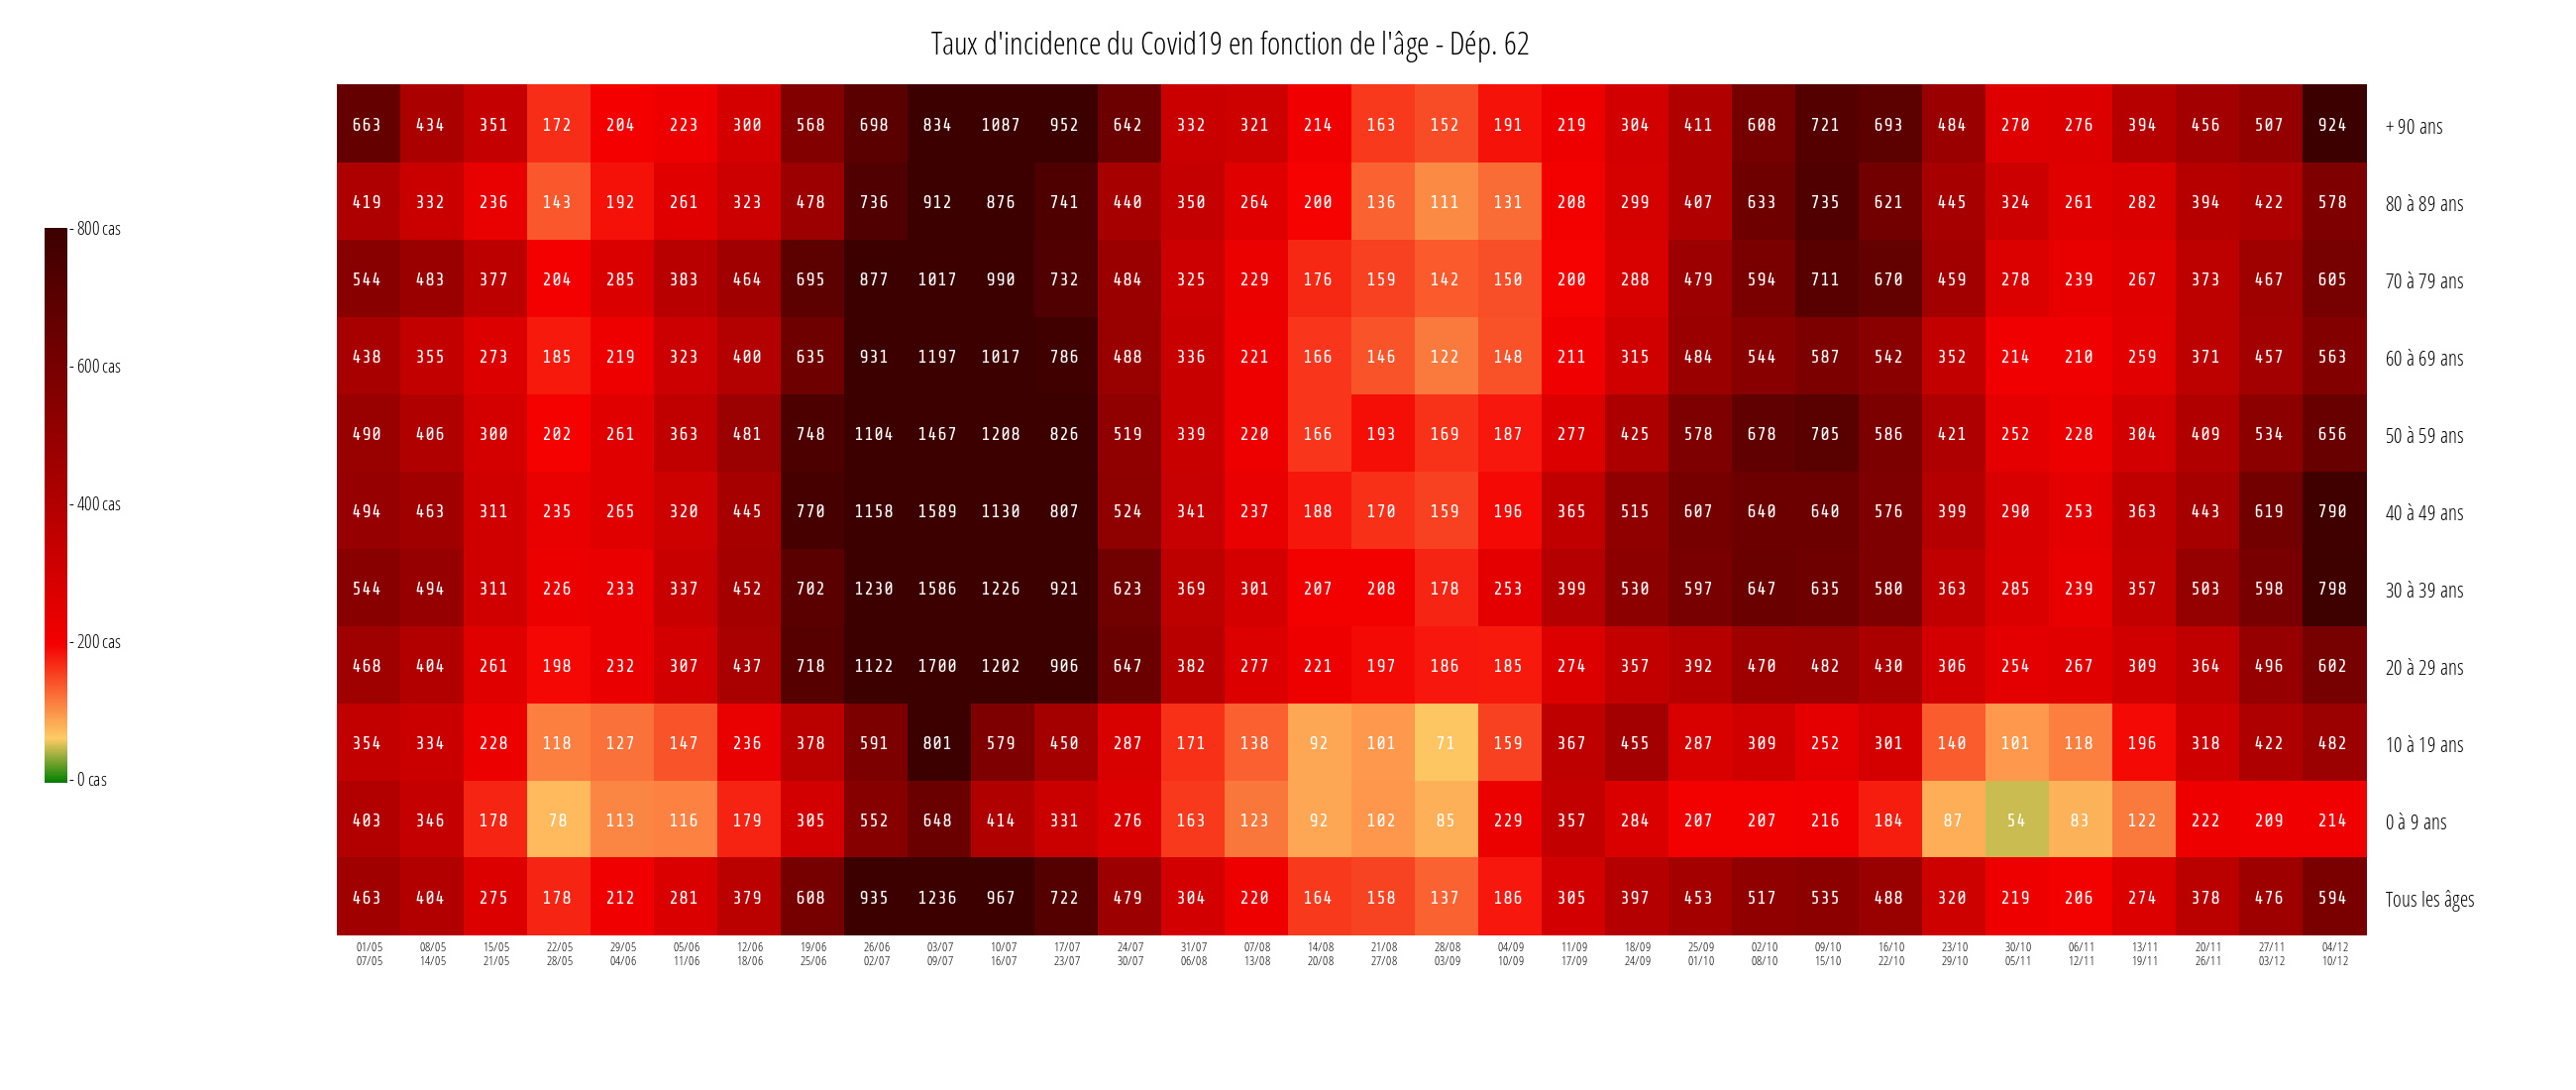 Taux d'incidence du Covid19 en fonction de l'âge - Dép. 62
- 800 cas
- 600 cas
- 400 cas
- 200 cas
- 0 cas
663 434 351 172 204 223 300 568 698 834 1087 952 642 332 321 214 163 152 191 219 304 411 608 721 693 484 270 276 394 456 507 924 + 90 ans
419 332 236 143 192 261 323 478 736 912 876 741 440 350 264 200 136 111 131 208 299 407 633 735 621 445 324 261 282 394 422 578 80 à 89 ans
544 483 377 204 285 383 464 695 877 1017 990 732 484 325 229 176 159 142 150 200 288 479 594 711 670 459 278 239 267 373 467 605 70 à 79 ans
438 355 273 185 219 323 400 635 931 1197 1017 786 488 336 221 166 146 122 148 211 315 484 544 587 542 352 214 210 259 371 457 563 60 à 69 ans
490 406 300 202 261 363 481 748 1104 1467 1208 826 519 339 220 166 193 169 187 277 425 578 678 705 586 421 252 228 304 409 534 656 50 à 59 ans
494 463 311 235 265 320 445 770 1158 1589 1130 807 524 341 237 188 170 159 196 365 515 607 640 640 576 399 290 253 363 443 619 790 40 à 49 ans
544 494 311 226 233 337 452 702 1230 1586 1226 921 623 369 301 207 208 178 253 399 530 597 647 635 580 363 285 239 357 503 598 798 30 à 39 ans
468 404 261 198 232 307 437 718 1122 1700 1202 906 647 382 277 221 197 186 185 274 357 392 470 482 430 306 254 267 309 364 496 602 20 à 29 ans
354 334 228 118 127 147 236 378 591 801 579 450 287 171 138 92 101 71 159 367 455 287 309 252 301 140 101 118 196 318 422 482 10 à 19 ans
403 346 178 78 113 116 179 305 552 648 414 331 276 163 123 92 102 85 229 357 284 207 207 216 184 87 54 83 122 222 209 214 0 à 9 ans
463 404 275 178 212 281 379 608 935 1236 967 722 479 304 220 164 158 137 186 305 397 453 517 535 488 320 219 206 274 378 476 594 Tous les âges
01/05 08/05 15/05 22/05 29/05 05/06 12/06 19/06 26/06 03/07 10/07 17/07 24/07 31/07 07/08 14/08 21/08 28/08 04/09 11/09 18/09 25/09 02/10 09/10 16/10 23/10 30/10 06/11 13/11 20/11 27/11 04/12
07/05 14/05 21/05 28/05 04/06 11/06 18/06 25/06 02/07 09/07 16/07 23/07 30/07 06/08 13/08 20/08 27/08 03/09 10/09 17/09 24/09 01/10 08/10 15/10 22/10 29/10 05/11 12/11 19/11 26/11 03/12 10/12